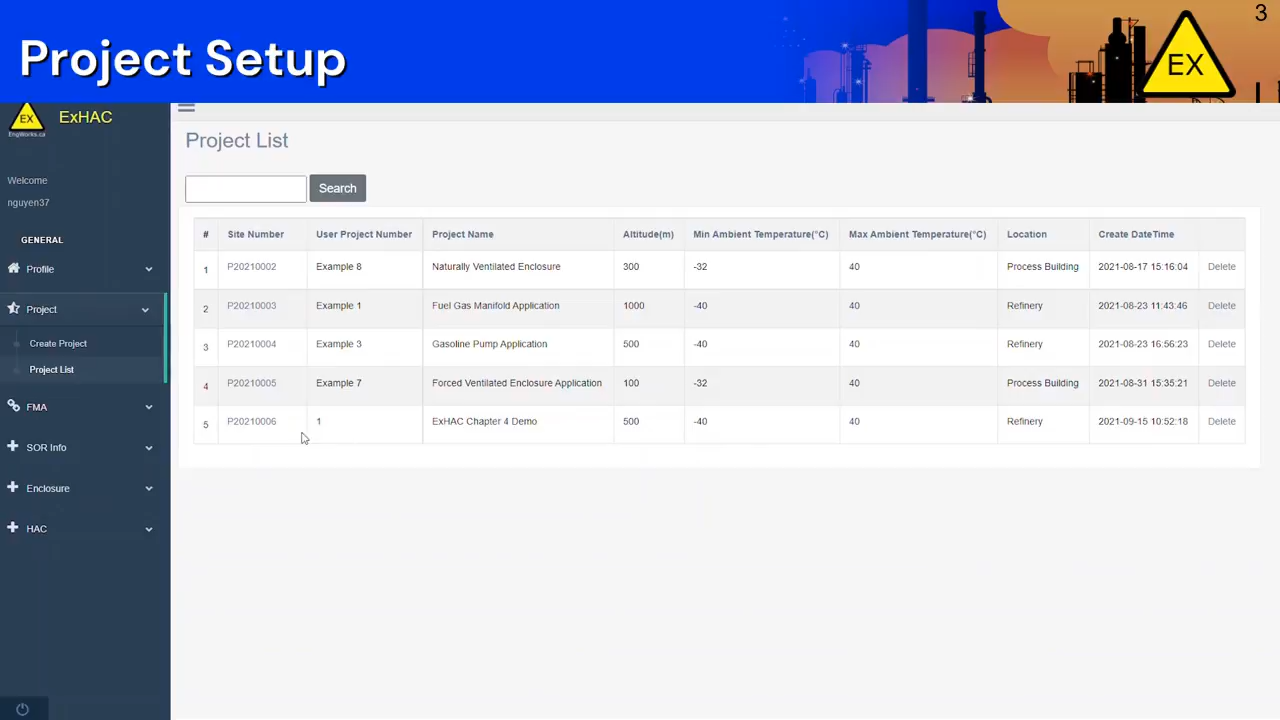 3
Project Setup
EX
EX
EngWorks.ca
ExHAC
Welcome
nguyen37
GENERAL
Profile
Project
Create Project
Project List
FMA
SOR Info
Enclosure
HAC
Project List
Search
# Site Number User Project Number Project Name Altitude(m) Min Ambient Temperature(°C) Max Ambient Temperature(°C) Location Create DateTime
1 P20210002 Example 8 Naturally Ventilated Enclosure 300 -32 40 Process Building 2021-08-17 15:16:04 Delete
2 P20210003 Example 1 Fuel Gas Manifold Application 1000 -40 40 Refinery 2021-08-23 11:43:46 Delete
3 P20210004 Example 3 Gasoline Pump Application 500 -40 40 Refinery 2021-08-23 16:56:23 Delete
4 P20210005 Example 7 Forced Ventilated Enclosure Application 100 -32 40 Process Building 2021-08-31 15:35:21 Delete
5 P20210006 1 ExHAC Chapter 4 Demo 500 -40 40 Refinery 2021-09-15 10:52:18 Delete